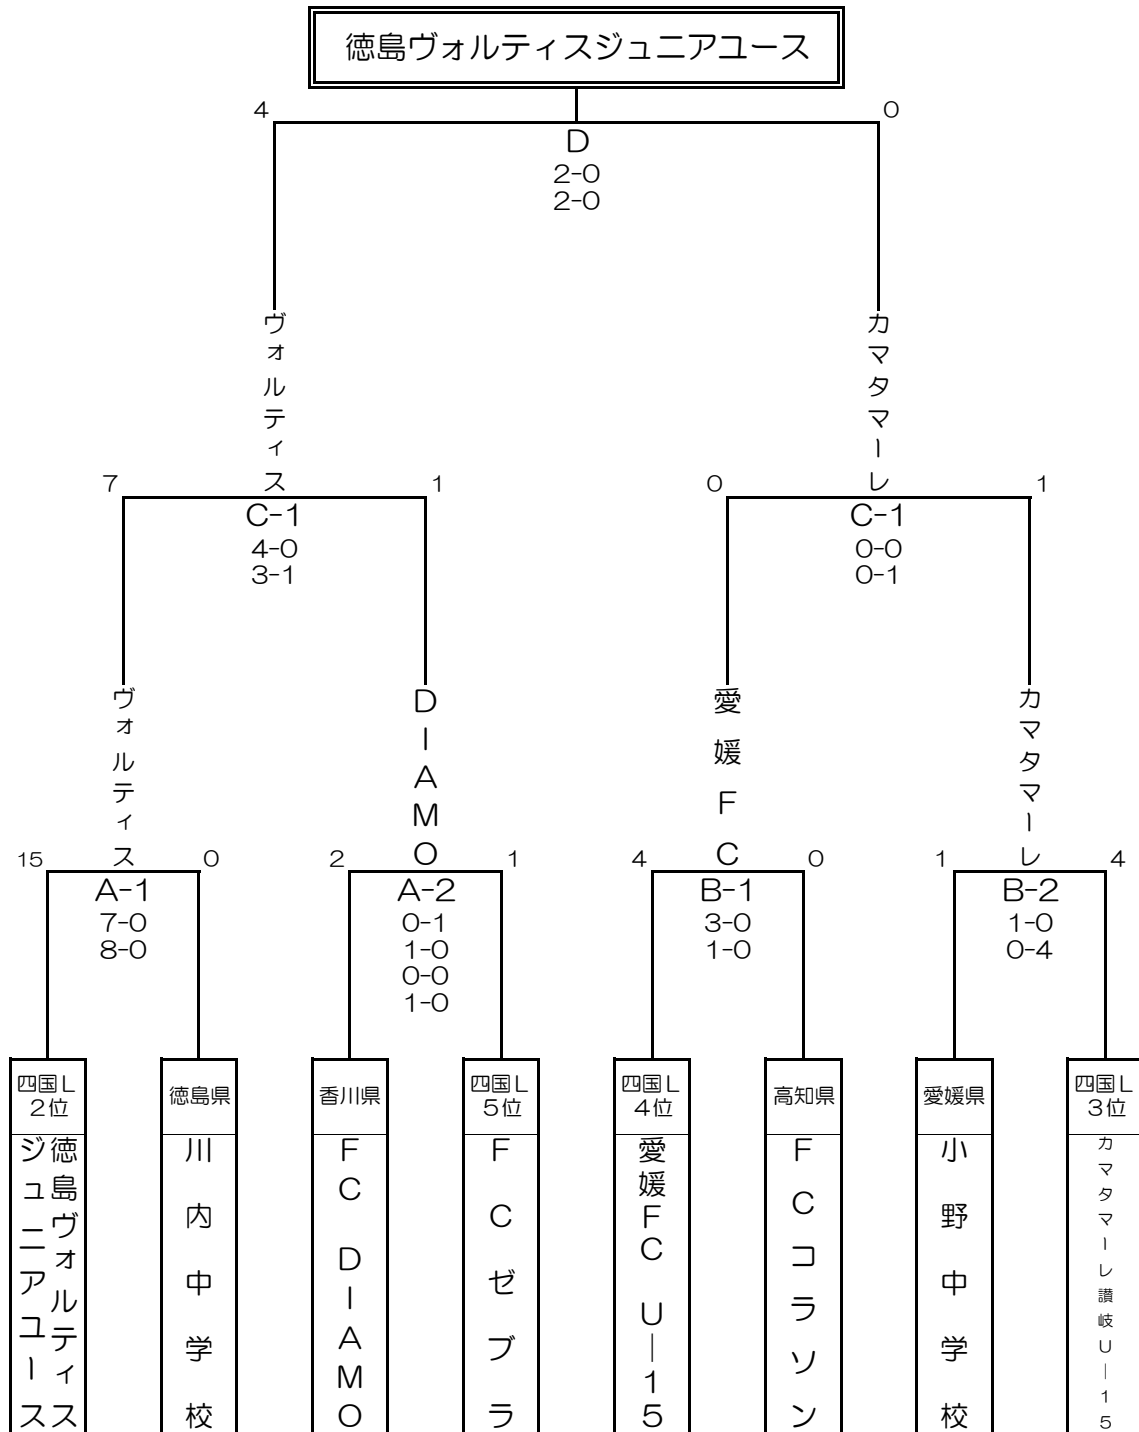 徳島ヴォルティスジュニアユース
4
0
D
2-0
2-0
ヴォルティス
カマタマーレ
7
1
C-1
4-0
3-1
0
1
C-1
0-0
0-1
ヴォルティス
DIAMO
愛媛FC
カマタマーレ
15
0
A-1
7-0
8-0
2
1
A-2
0-1
1-0
0-0
1-0
4
0
B-1
3-0
1-0
1
4
B-2
1-0
0-4
四国L
2位
徳島ヴォルティス
ジュニアユース
徳島県
川内中学校
香川県
FC DIAMO
四国L
5位
FCゼブラ
四国L
4位
愛媛FC U―15
高知県
FCコラソン
愛媛県
小野中学校
四国L
3位
カマタマーレ讃岐U―15